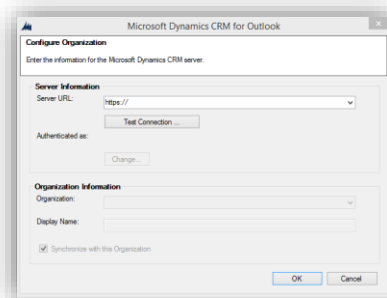 Microsoft Dynamics CRM for Outlook
Configure Organization
Enter the information for the Microsoft Dynamics CRM server.
Server Information
Server URL:
https://
Test Connection ...
Authenticated as:
Change...
Organization Information
Organization:
Display Name:
Synchronize with this Organization
OK
Cancel